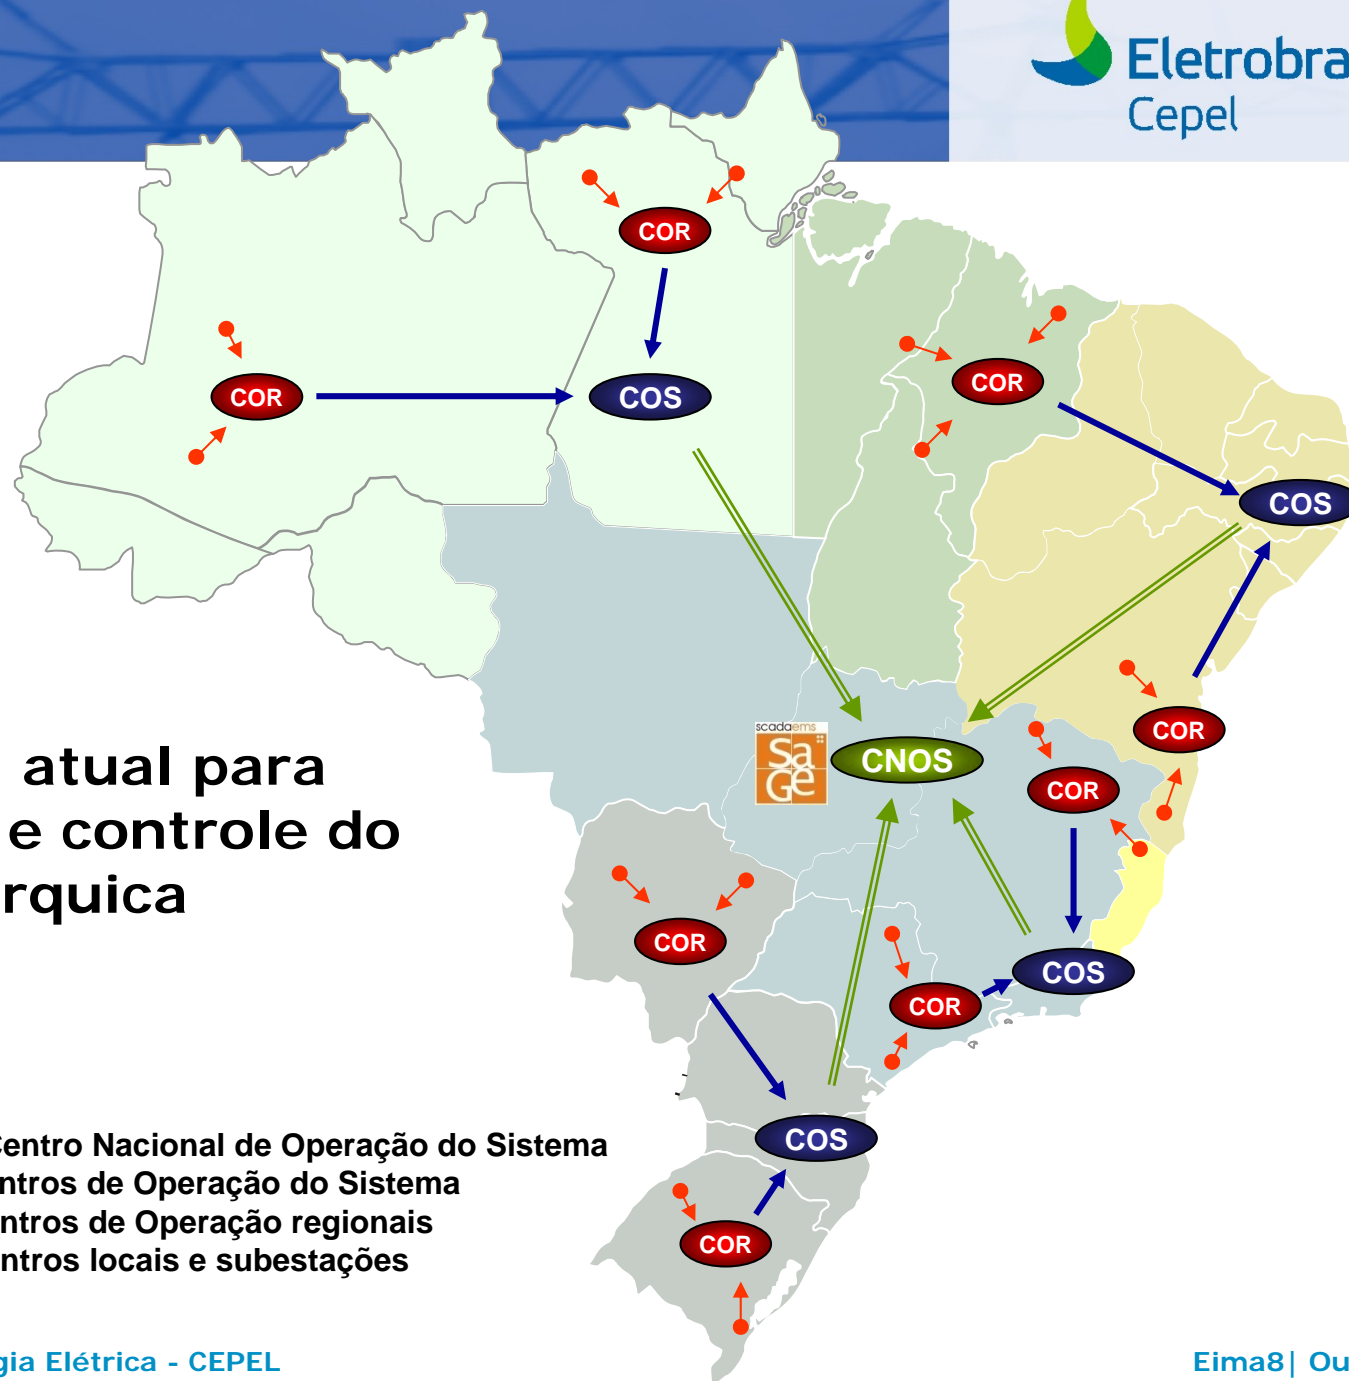 Eletrobra
Cepel
COR
COR
COS
COR
COS
scadaems
Sa
Ge
CNOS
COR
COR
COR
COS
COR
COS
COR
atual para
e controle do
rquica
Centro Nacional de Operação do Sistema
ntros de Operação do Sistema
ntros de Operação regionais
ntros locais e subestações
gia Elétrica - CEPEL
Eima8| Ou